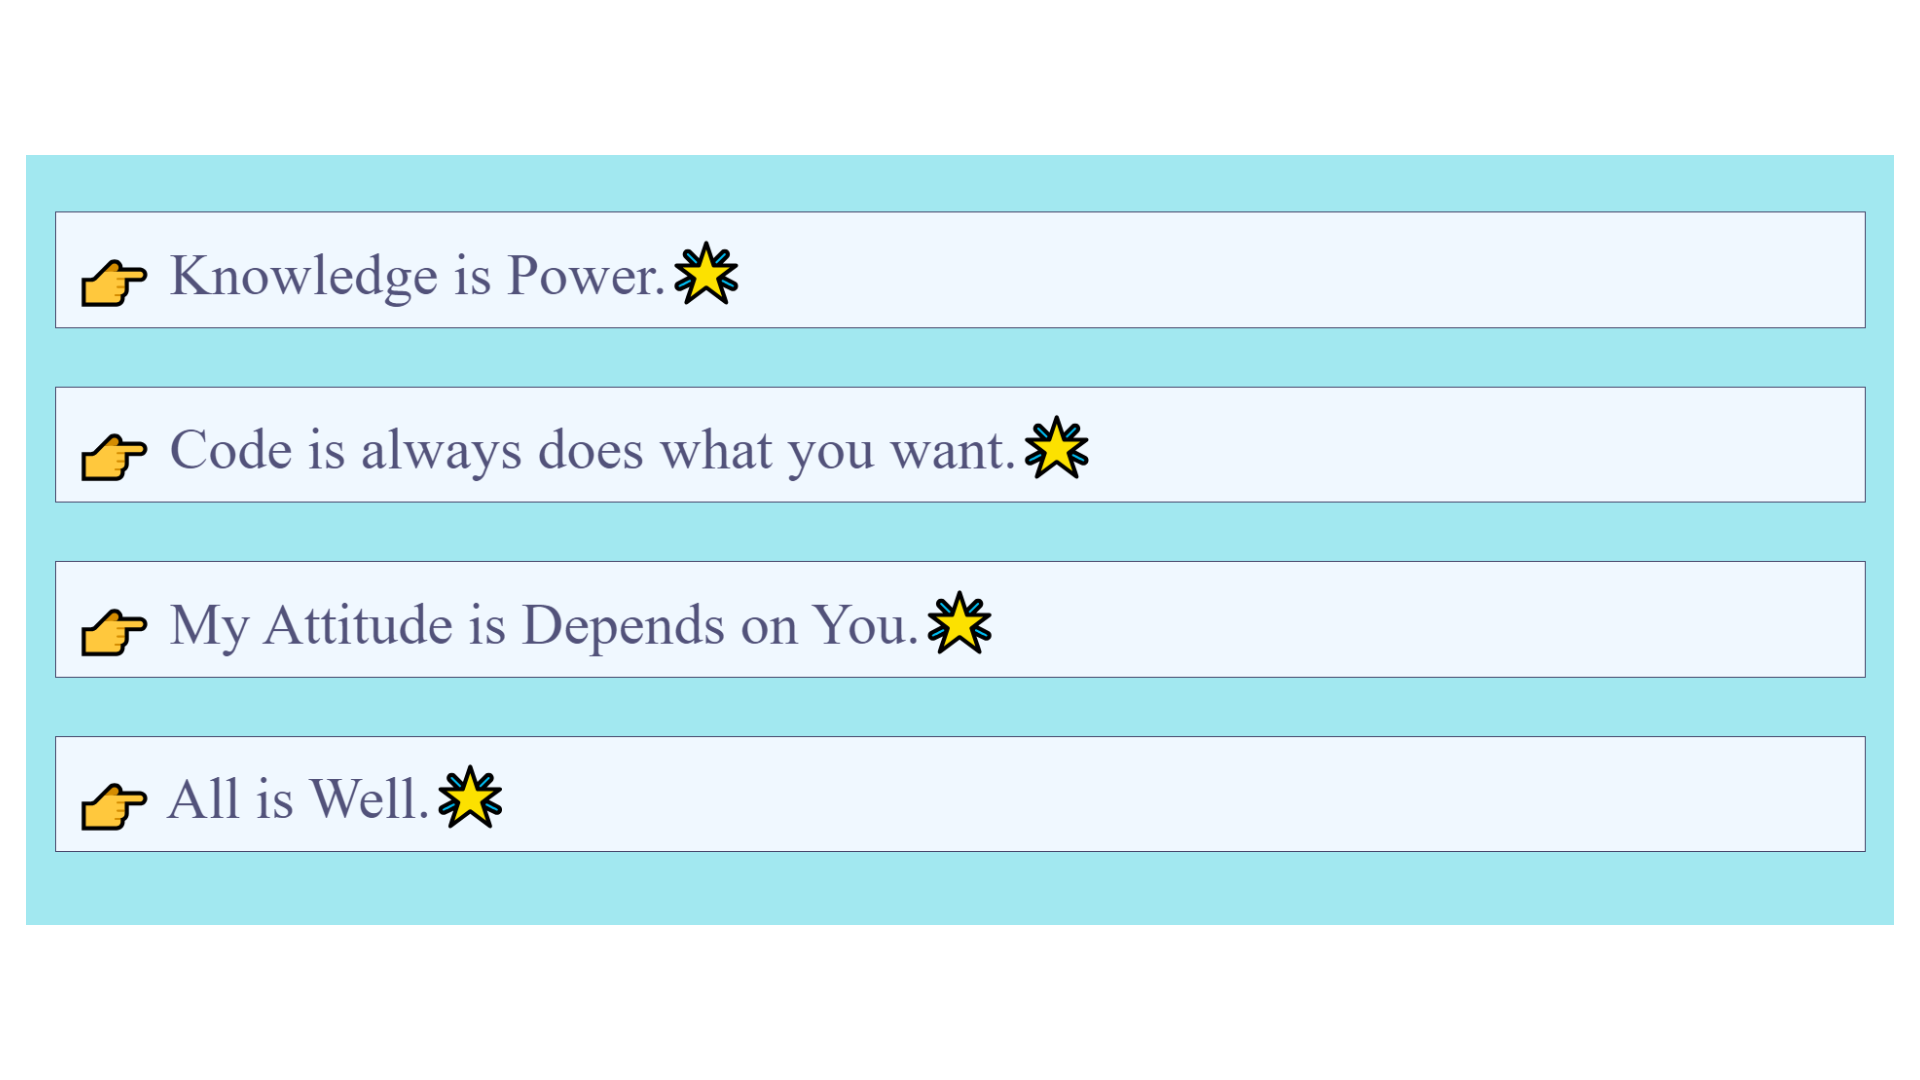 👉 Knowledge is Power.🌟
👉 Code is always does what you want.🌟
👉 My Attitude is Depends on You.🌟
👉 All is Well.🌟